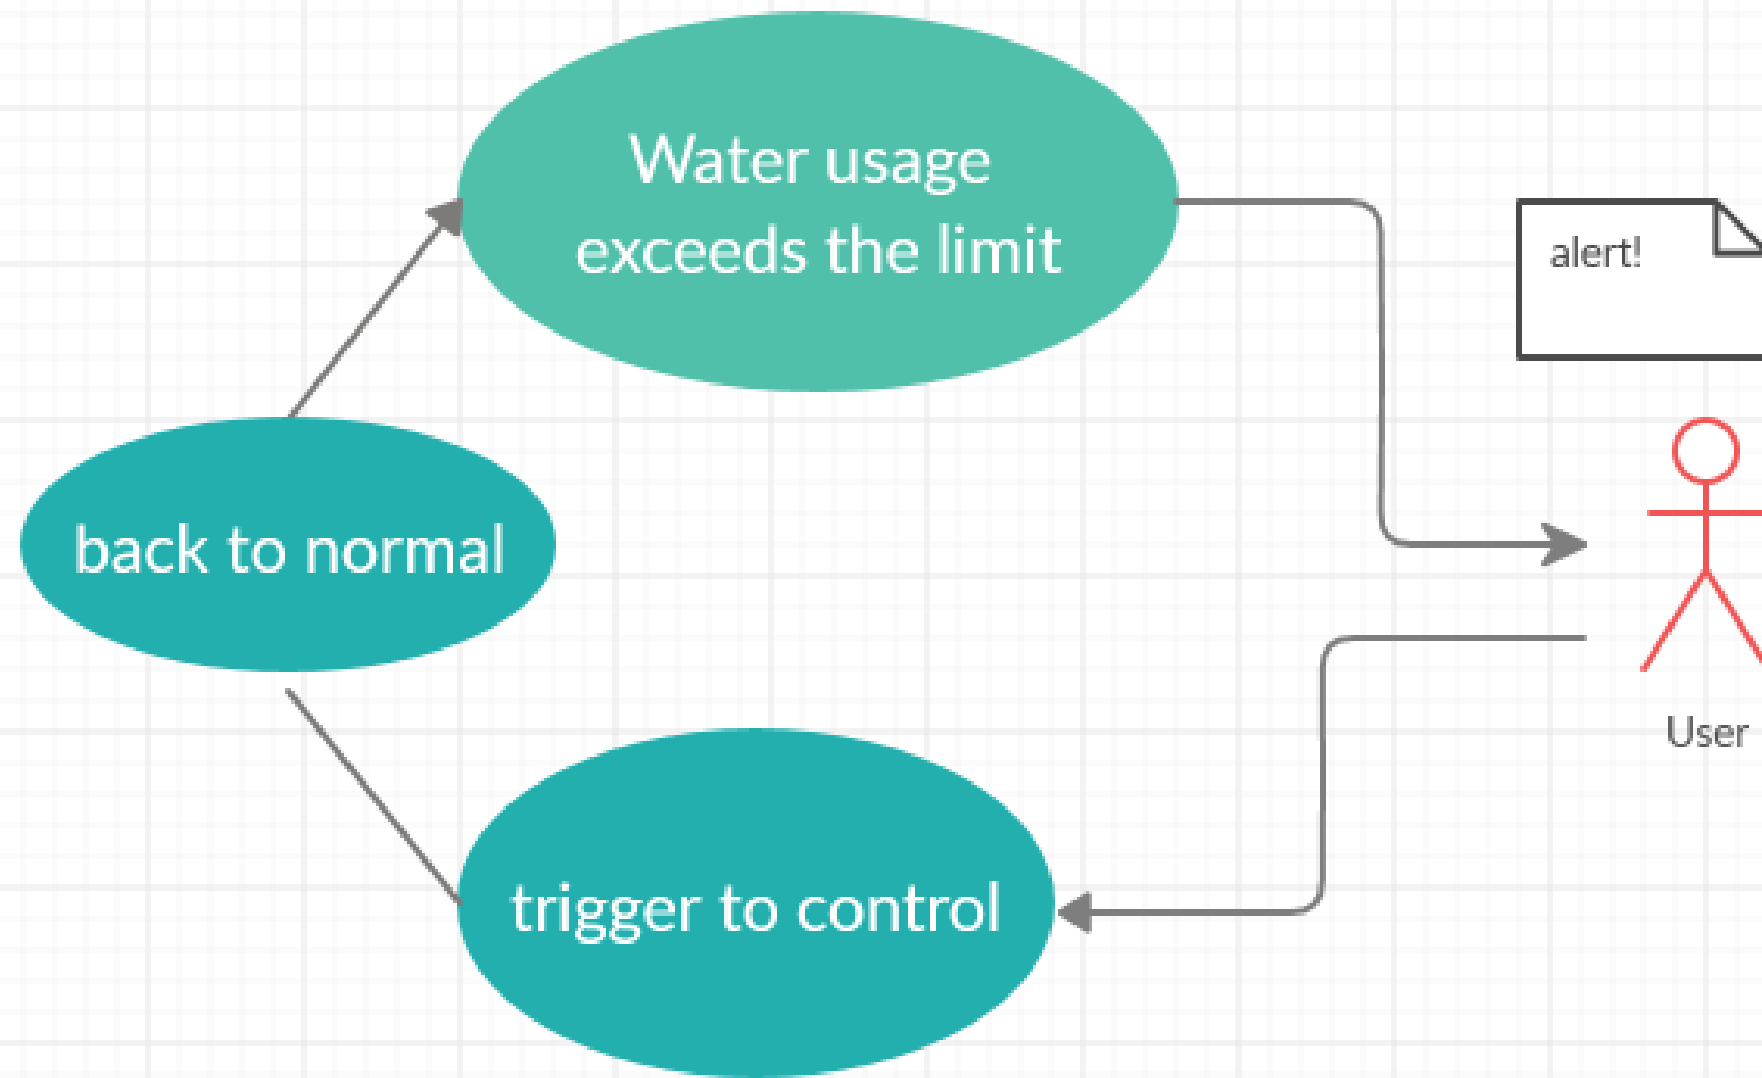 Water usage
exceeds the limit
alert!
back to normal
User
trigger to control